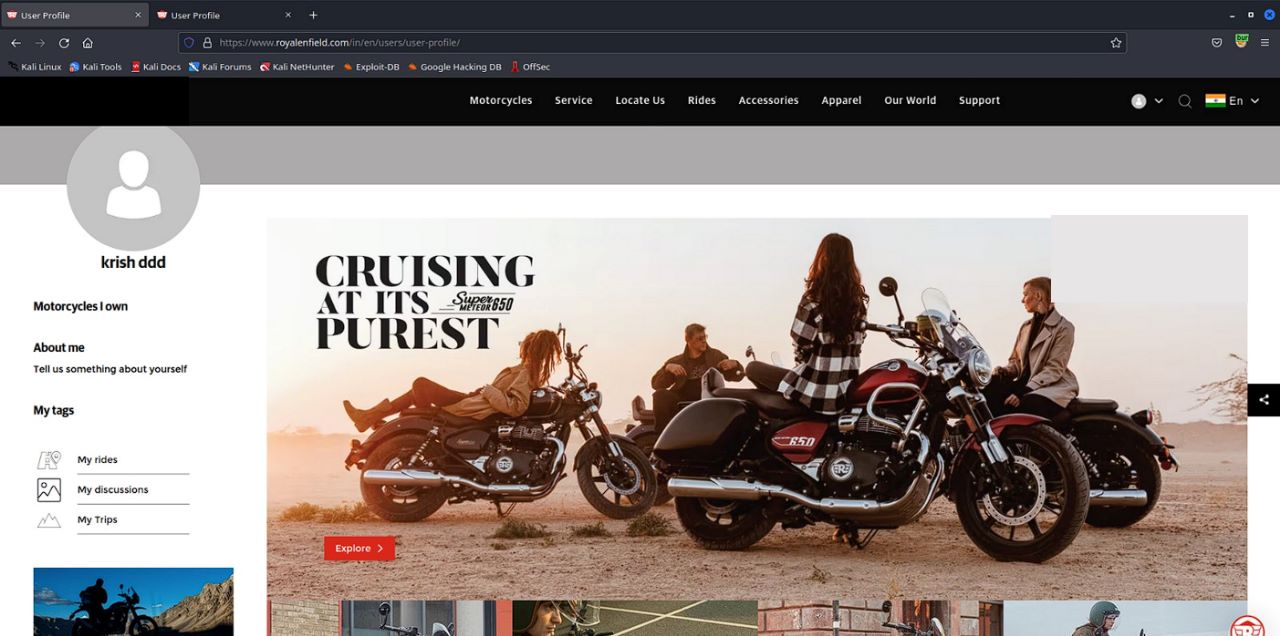 User Profile
User Profile
https://www.royalenfield.com/in/en/users/user-profile/
Kali Linux Kali Tools Kali Docs Kali Forums Kali NetHunter Exploit-DB Google Hacking DB OffSec
Motorcycles Service Locate Us Rides Accessories Apparel Our World Support
En
krish ddd
Motorcycles I own
About me
Tell us something about yourself
My tags
My rides
My discussions
My Trips
CRUISING
AT ITS Super METEOR 650
PUREST
650
Explore